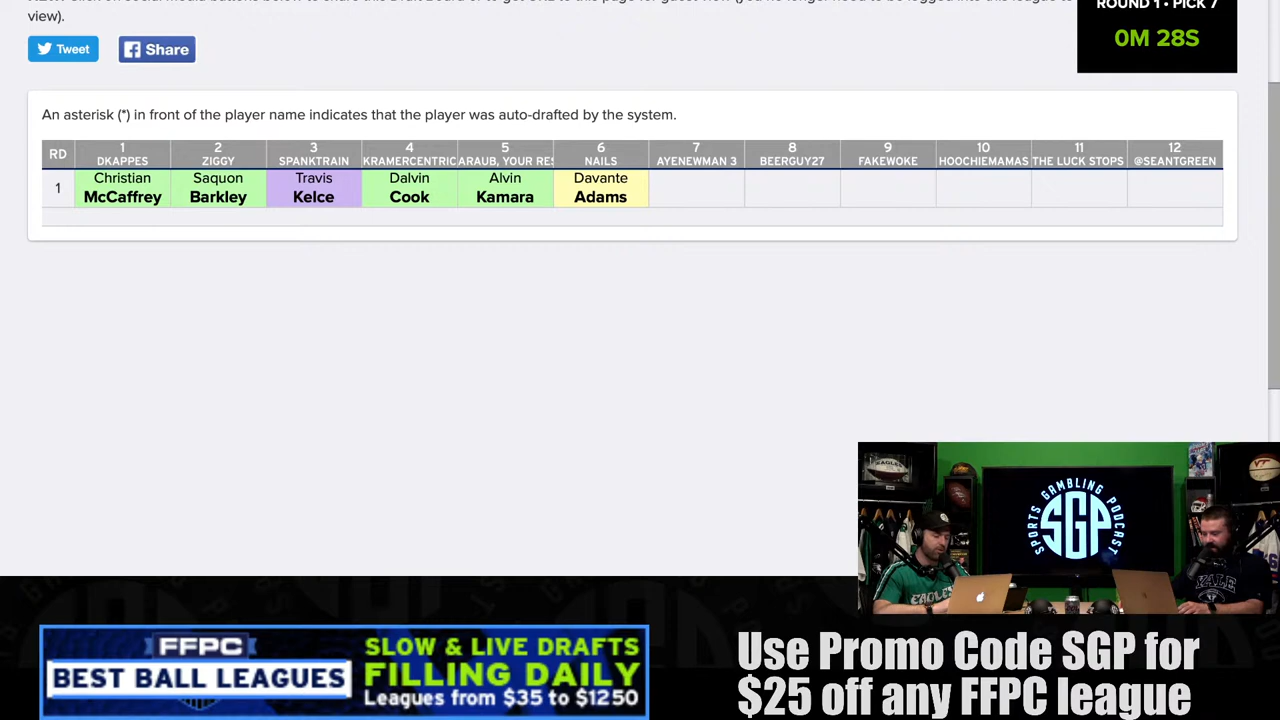 view).
ROUND 1 • PICK 7
0M 28S
Tweet
Share
An asterisk (*) in front of the player name indicates that the player was auto-drafted by the system.
RD 1 2 3 4 5 6 7 8 9 10 11 12
DKAPPES ZIGGY SPANKTRAIN KRAMERCENTRIC ARAUB, YOUR RES NAILS AYENEWMAN 3 BEERGUY27 FAKEWOKE HOOCHIEMAMAS THE LUCK STOPS @SEANTGREEN
1 Christian Saquon Travis Dalvin Alvin Davante
McCaffrey Barkley Kelce Cook Kamara Adams
SPORTS GAMBLING PODCAST
SGP
EAGLES
YALE
FFPC
BEST BALL LEAGUES
SLOW & LIVE DRAFTS
FILLING DAILY
Leagues from $35 to $1250
Use Promo Code SGP for
$25 off any FFPC league